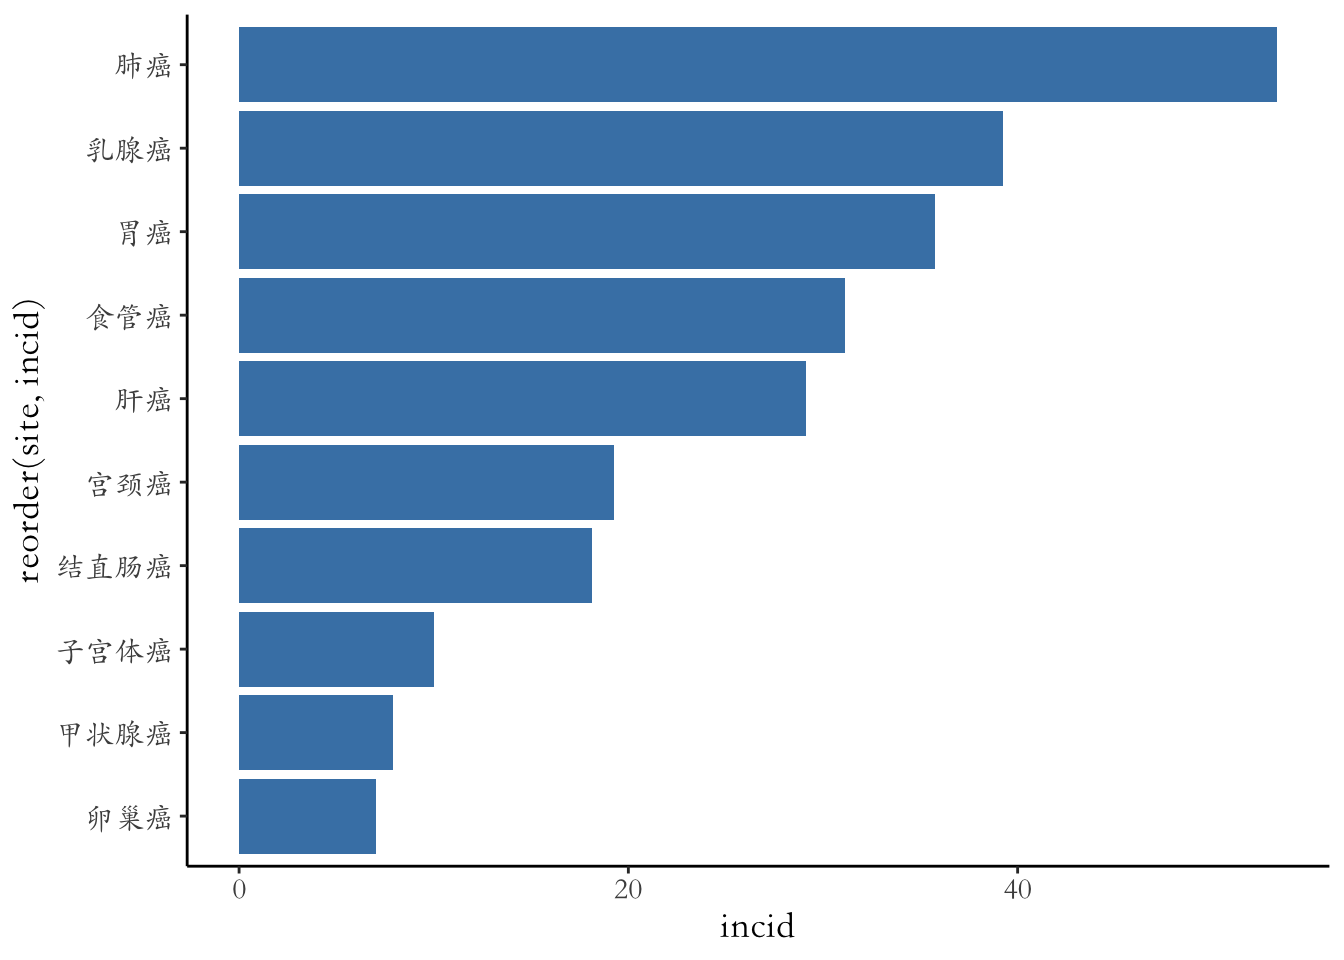 肺癌
乳腺癌
胃癌
食管癌
肝癌
宫颈癌
结直肠癌
子宫体癌
甲状腺癌
卵巢癌
reorder(site, incid)
0
20
40
incid